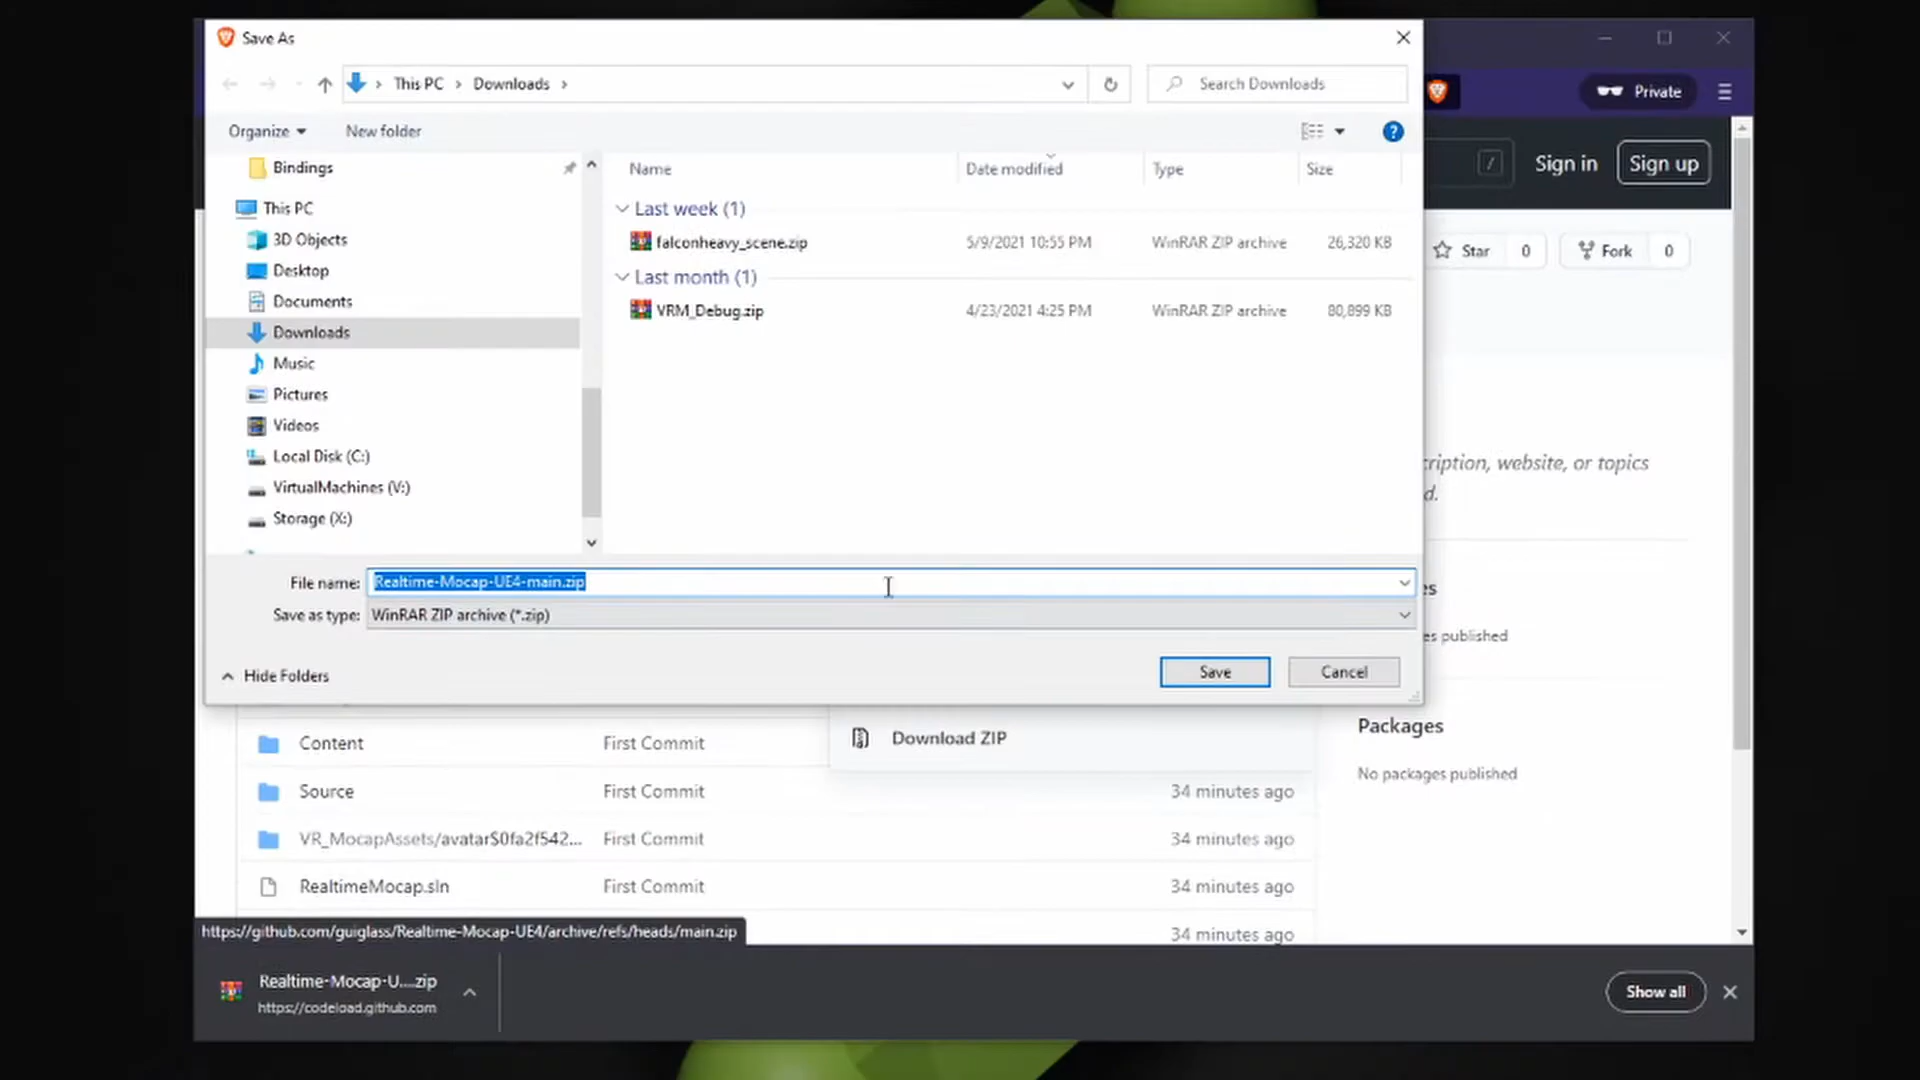 Save As
This PC > Downloads >
Search Downloads
Private
Organize
New folder
?
Sign in
Sign up
/
Bindings
This PC
3D Objects
Desktop
Documents
Downloads
Music
Pictures
Videos
Local Disk (C:)
VirtualMachines (V:)
Storage (X:)
Name Date modified Type Size
Last week (1)
falconheavy_scene.zip 5/9/2021 10:55 PM WinRAR ZIP archive 26,320 KB
Last month (1)
VRM_Debug.zip 4/23/2021 4:25 PM WinRAR ZIP archive 80,899 KB
Star 0
Fork 0
cription, website, or topics
d.
File name: Realtime-Mocap-UE4-main.zip
Save as type: WinRAR ZIP archive (*.zip)
es
es published
Hide Folders
Save
Cancel
Download ZIP
Packages
No packages published
Content First Commit
Source First Commit 34 minutes ago
VR_MocapAssets/avatar$0fa2f542... First Commit 34 minutes ago
RealtimeMocap.sln First Commit 34 minutes ago
34 minutes ago
https://github.com/guiglass/Realtime-Mocap-UE4/archive/refs/heads/main.zip
Realtime-Mocap-U....zip
https://codeload.github.com
Show all